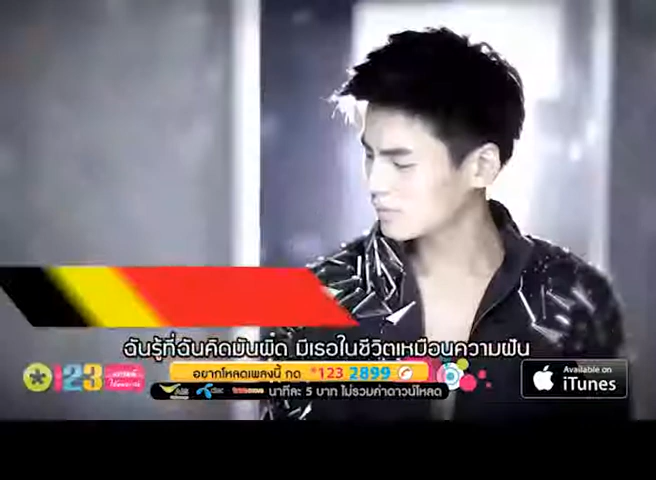 ฉันรู้ที่ฉันคิดมันผิด มีเธอในชีวิตเหมือนความฝัน
*123
อยากโหลดเพลงนี้ กด *123 2899
AIS dtac truemove นาทีละ 5 บาท ไม่รวมค่าดาวน์โหลด
Available on
iTunes